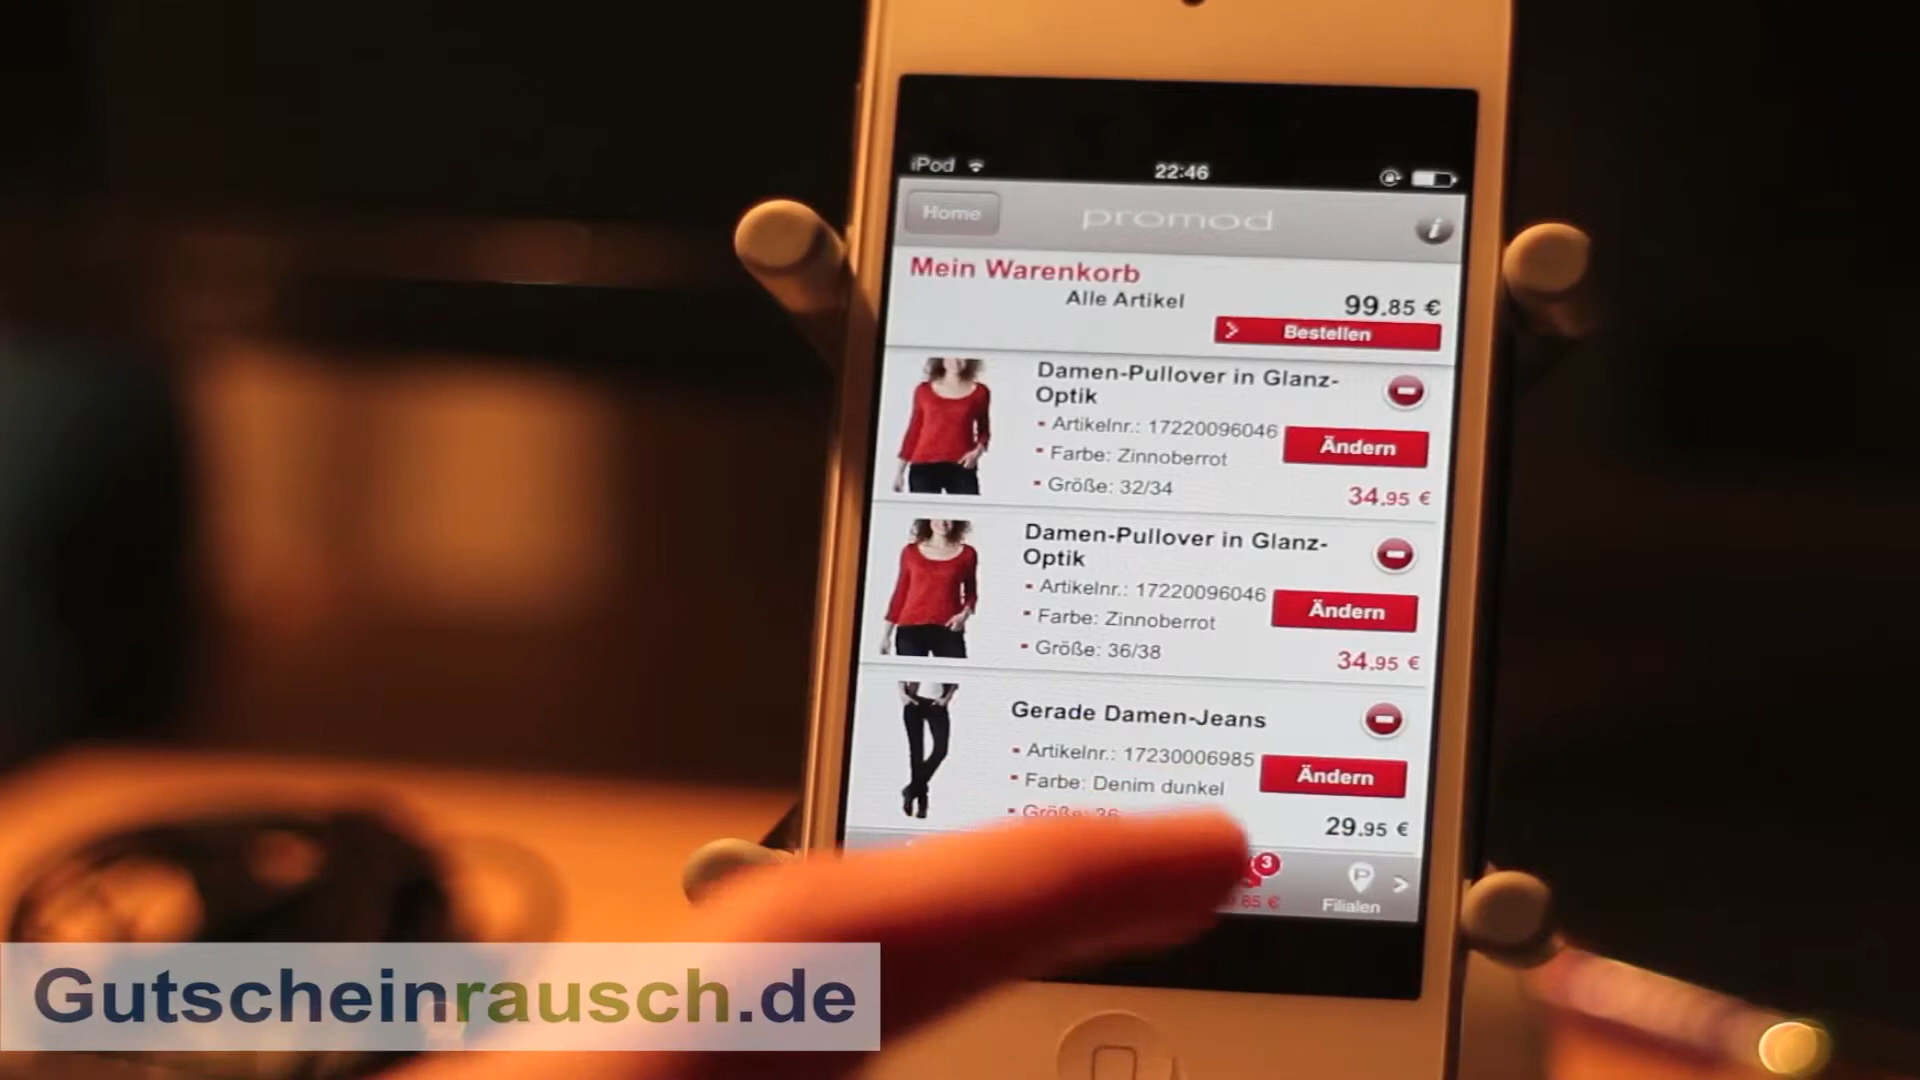 iPod 22:46
Home promod i
Mein Warenkorb
Alle Artikel 99.85 €
Bestellen
Damen-Pullover in Glanz-
Optik
Artikelnr.: 17220096046
Ändern
Farbe: Zinnoberrot
Größe: 32/34
34.95 €
Damen-Pullover in Glanz-
Optik
Artikelnr.: 17220096046
Ändern
Farbe: Zinnoberrot
Größe: 36/38
34.95 €
Gerade Damen-Jeans
Artikelnr.: 17230006985
Ändern
Farbe: Denim dunkel
Größe: 36
29.95 €
3
P
.85 €
Filialen
Gutscheinrausch.de